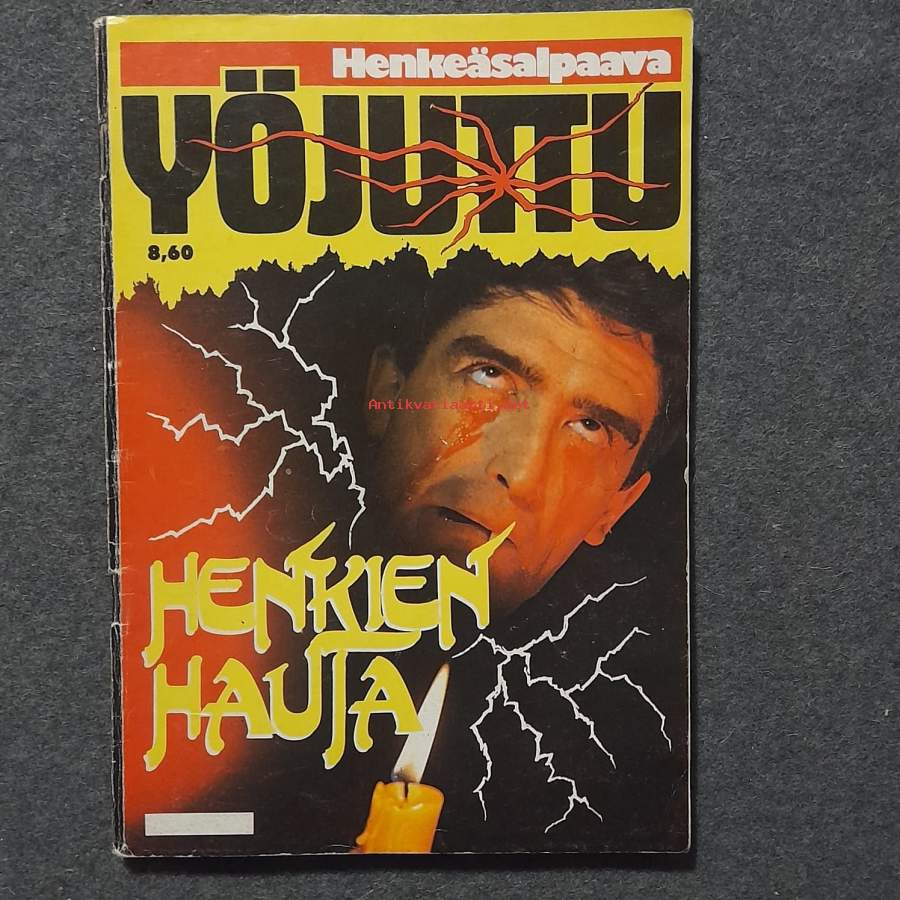 Henkeäsalpaava
YÖJUTTU
8,60
Antikvariaatti.net
HENKIEN
HAUTA